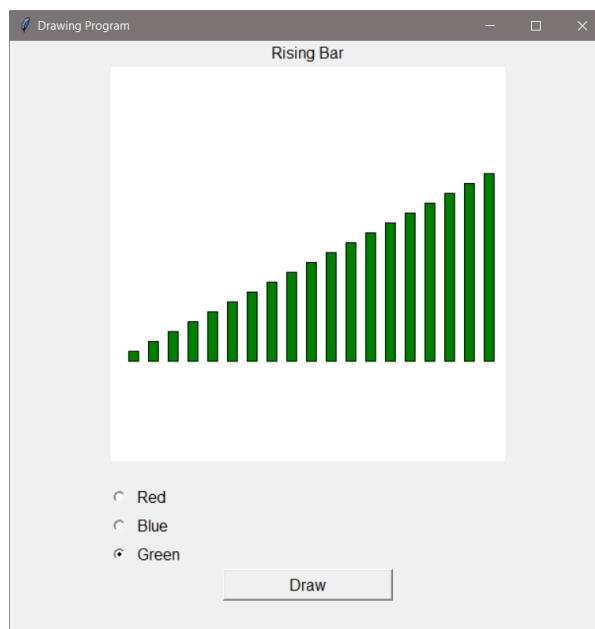 Drawing Program
Rising Bar
Red
Blue
Green
Draw